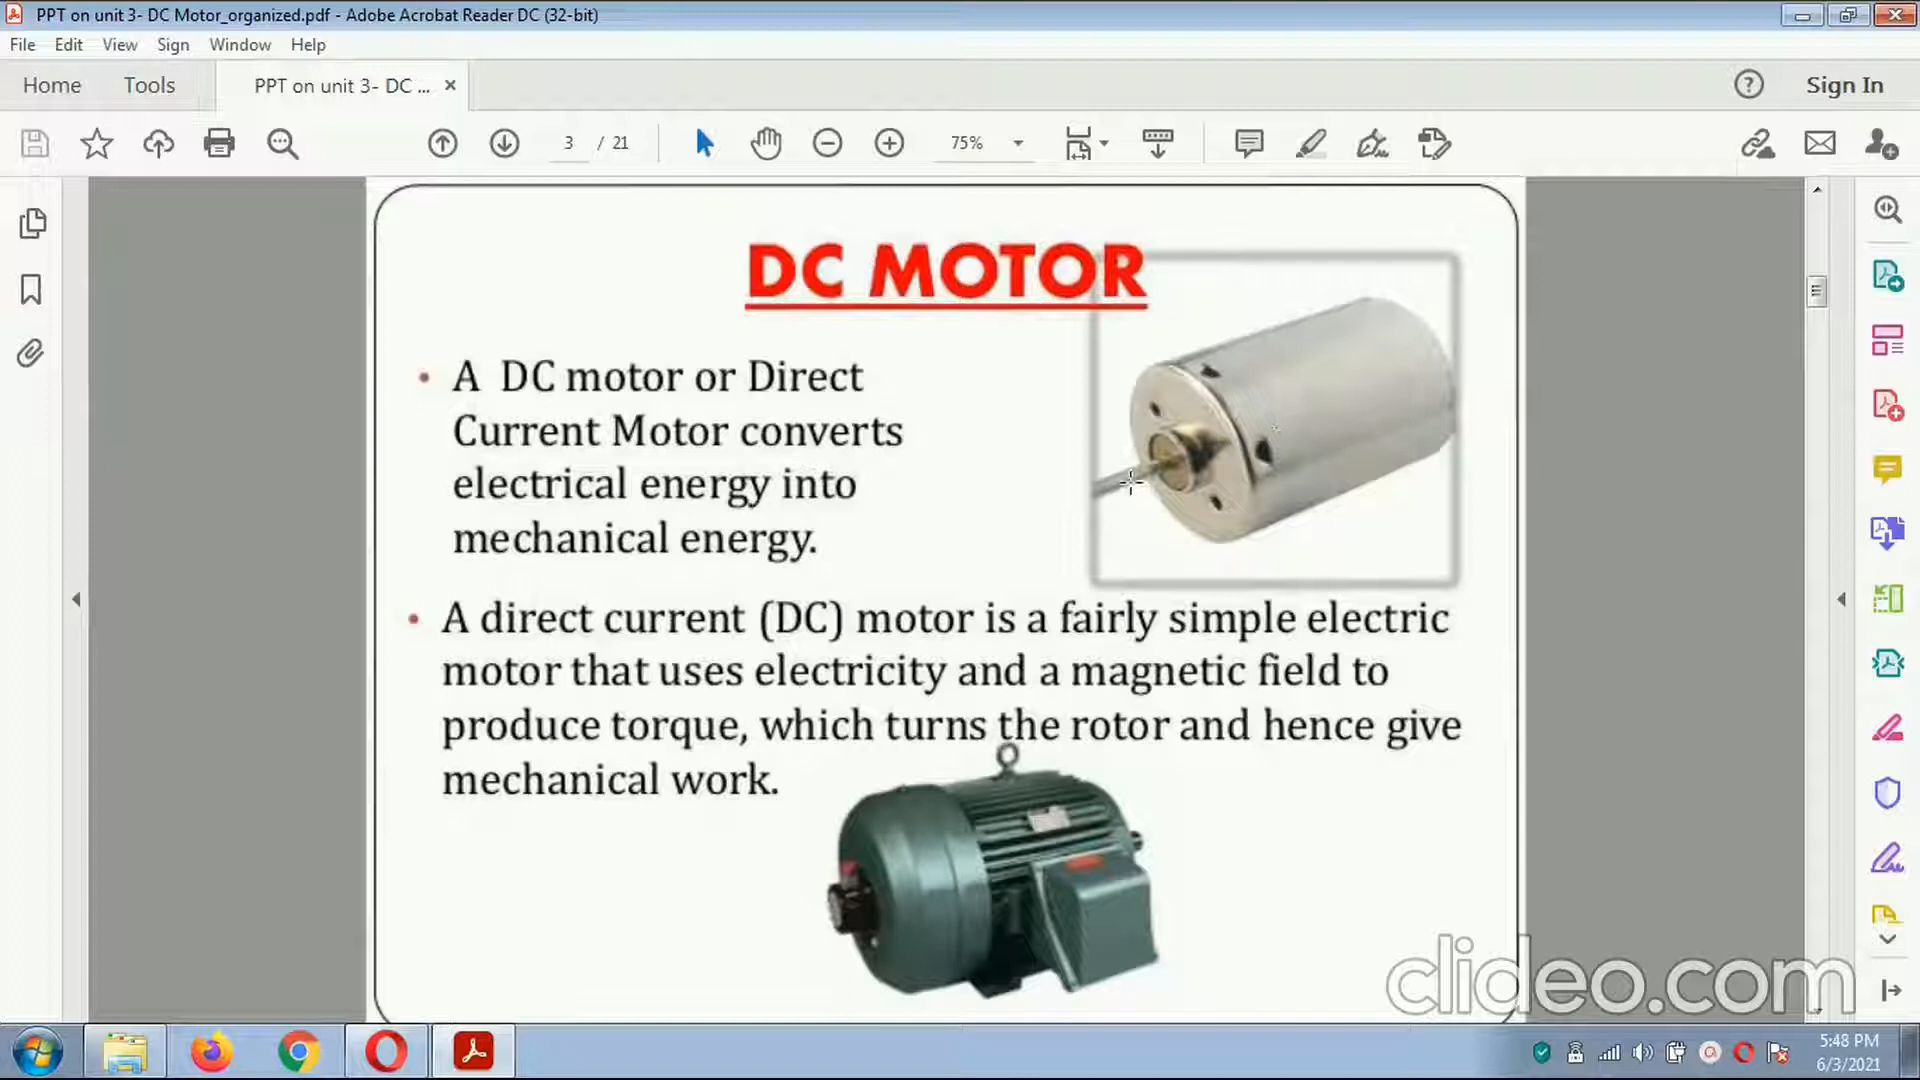 PPT on unit 3- DC Motor_organized.pdf - Adobe Acrobat Reader DC (32-bit)
File Edit View Sign Window Help
Home Tools PPT on unit 3- DC ... Sign In
3 / 21 75%
DC MOTOR
• A DC motor or Direct
Current Motor converts
electrical energy into
mechanical energy.
• A direct current (DC) motor is a fairly simple electric
motor that uses electricity and a magnetic field to
produce torque, which turns the rotor and hence give
mechanical work.
clideo.com
5:48 PM
6/3/2021